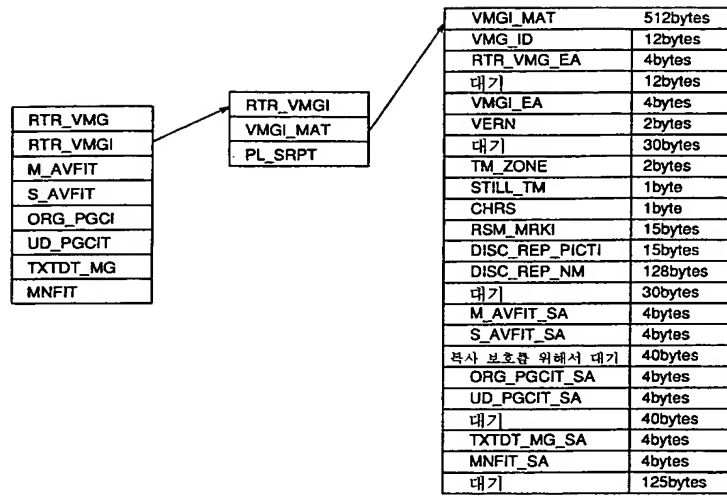 RTR_VMG
RTR_VMGI
M_AVFIT
S_AVFIT
ORG_PGCI
UD_PGCIT
TXTDT_MG
MNFIT
RTR_VMGI
VMGI_MAT
PL_SRPT
VMGI_MAT 512bytes
VMG_ID 12bytes
RTR_VMG_EA 4bytes
대기 12bytes
VMGI_EA 4bytes
VERN 2bytes
대기 30bytes
TM_ZONE 2bytes
STILL_TM 1byte
CHRS 1byte
RSM_MRKI 15bytes
DISC_REP_PICTI 15bytes
DISC_REP_NM 128bytes
대기 30bytes
M_AVFIT_SA 4bytes
S_AVFIT_SA 4bytes
복사 보호를 위해서 대기 40bytes
ORG_PGCIT_SA 4bytes
UD_PGCIT_SA 4bytes
대기 40bytes
TXTDT_MG_SA 4bytes
MNFIT_SA 4bytes
대기 125bytes